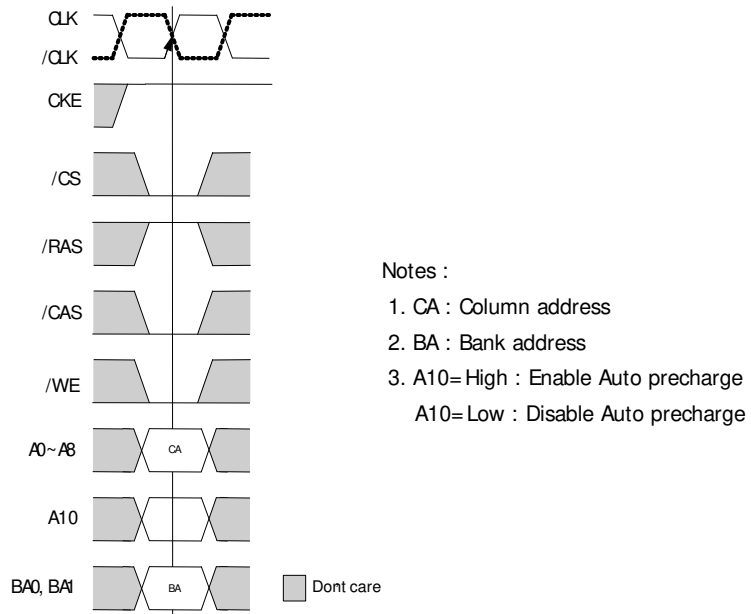 CLK
/CLK
CKE
/CS
/RAS
/CAS
/WE
A0~A8
CA
A10
BA0, BA1
BA
Dont care
Notes :
1. CA : Column address
2. BA : Bank address
3. A10=High : Enable Auto precharge
A10=Low : Disable Auto precharge